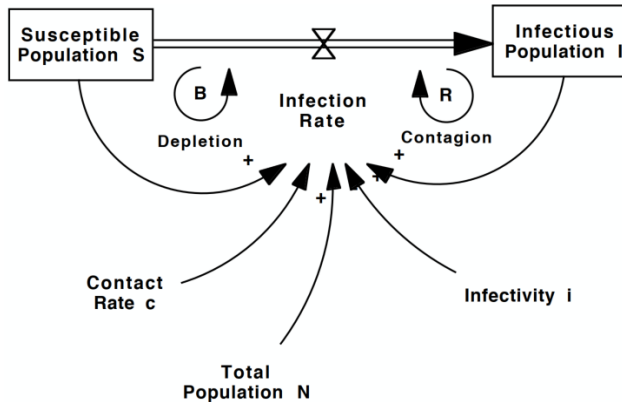 Susceptible
Population S
Infectious
Population I
B
Infection
Rate
R
Depletion
Contagion
+
+
+
+
Contact
Rate c
Infectivity i
Total
Population N